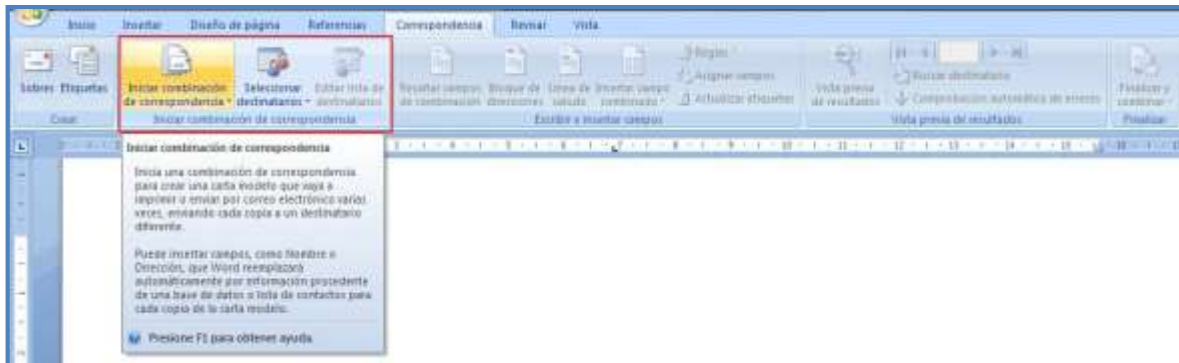 Inicio Insertar Diseño de página Referencias Correspondencia Revisar Vista
Sobres Etiquetas
Iniciar combinación de correspondencia
Seleccionar destinatarios
Editar lista de destinatarios
Resaltar campos de combinación
Bloque de direcciones
Línea de saludo
Insertar campo combinado
Reglas
Asignar campos
Actualizar etiquetas
Vista previa de resultados
Buscar destinatario
Comprobación automática de errores
Finalizar y combinar
Crear
Iniciar combinación de correspondencia
Escribir e insertar campos
Vista previa de resultados
Finalizar
Iniciar combinación de correspondencia
Inicia una combinación de correspondencia
para crear una carta modelo que vaya a
imprimir o enviar por correo electrónico varias
veces, enviando cada copia a un destinatario
diferente.
Puede insertar campos, como Nombre o
Dirección, que Word reemplazará
automáticamente por información procedente
de una base de datos o lista de contactos para
cada copia de la carta modelo.
Presione F1 para obtener ayuda.